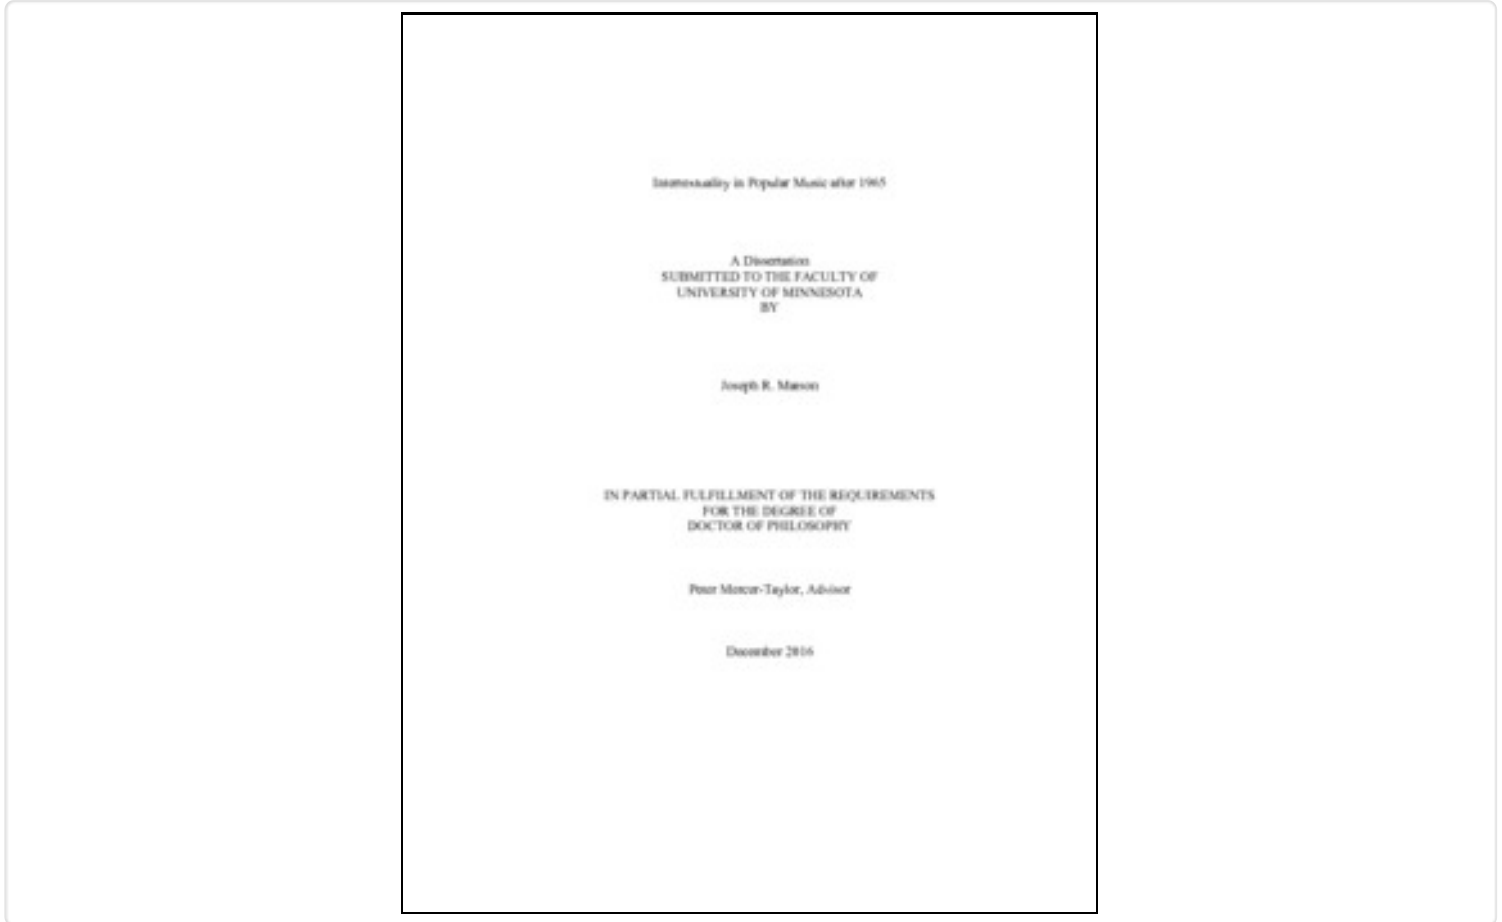 Intertextuality in Popular Music after 1965
A Dissertation
SUBMITTED TO THE FACULTY OF
UNIVERSITY OF MINNESOTA
BY
Joseph R. Matson
IN PARTIAL FULFILLMENT OF THE REQUIREMENTS
FOR THE DEGREE OF
DOCTOR OF PHILOSOPHY
Peter Mercer-Taylor, Advisor
December 2016